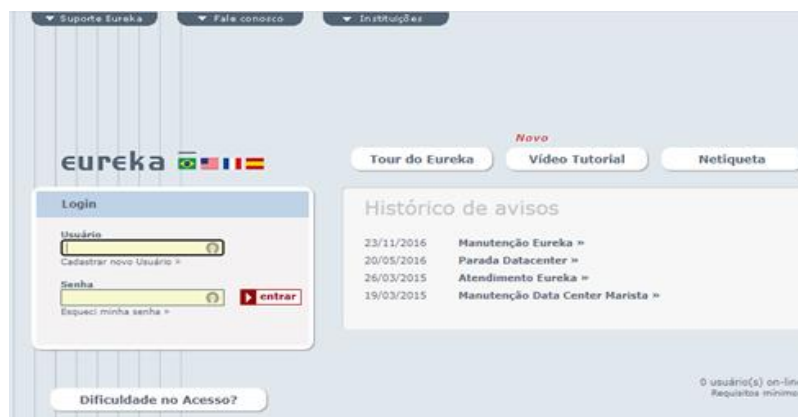 Suporte Eureka
Fale conosco
Instituições
Novo
eureka
Tour do Eureka
Vídeo Tutorial
Netiqueta
Login
Usuário
Cadastrar novo Usuário »
Senha
entrar
Esqueci minha senha »
Histórico de avisos
23/11/2016 Manutenção Eureka »
20/05/2016 Parada Datacenter »
26/03/2015 Atendimento Eureka »
19/03/2015 Manutenção Data Center Marista »
0 usuário(s) on-line
Requisitos mínimos
Dificuldade no Acesso?